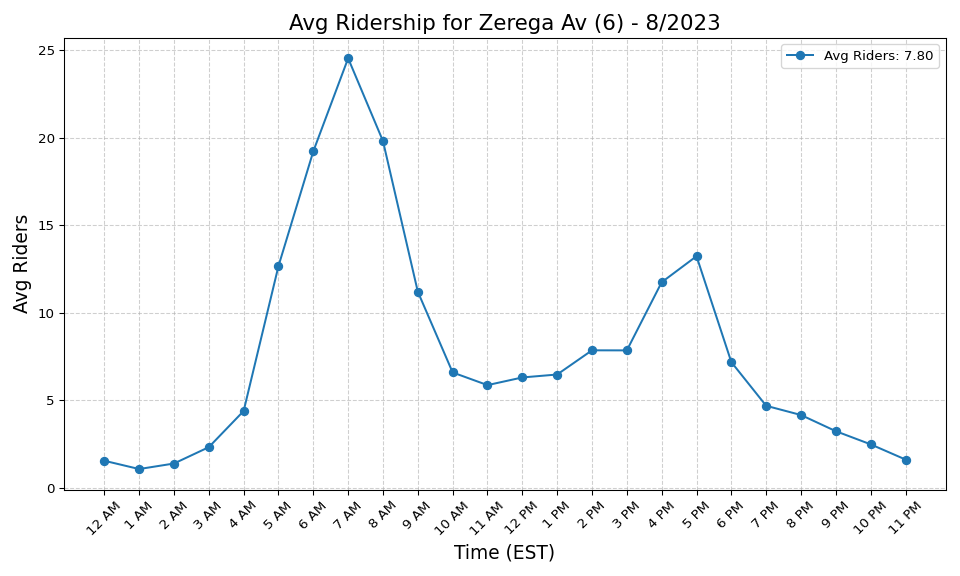 Avg Ridership for Zerega Av (6) - 8/2023
Avg Riders: 7.80
Avg Riders
25
20
15
10
5
0
12 AM
1 AM
2 AM
3 AM
4 AM
5 AM
6 AM
7 AM
8 AM
9 AM
10 AM
11 AM
12 PM
1 PM
2 PM
3 PM
4 PM
5 PM
6 PM
7 PM
8 PM
9 PM
10 PM
11 PM
Time (EST)